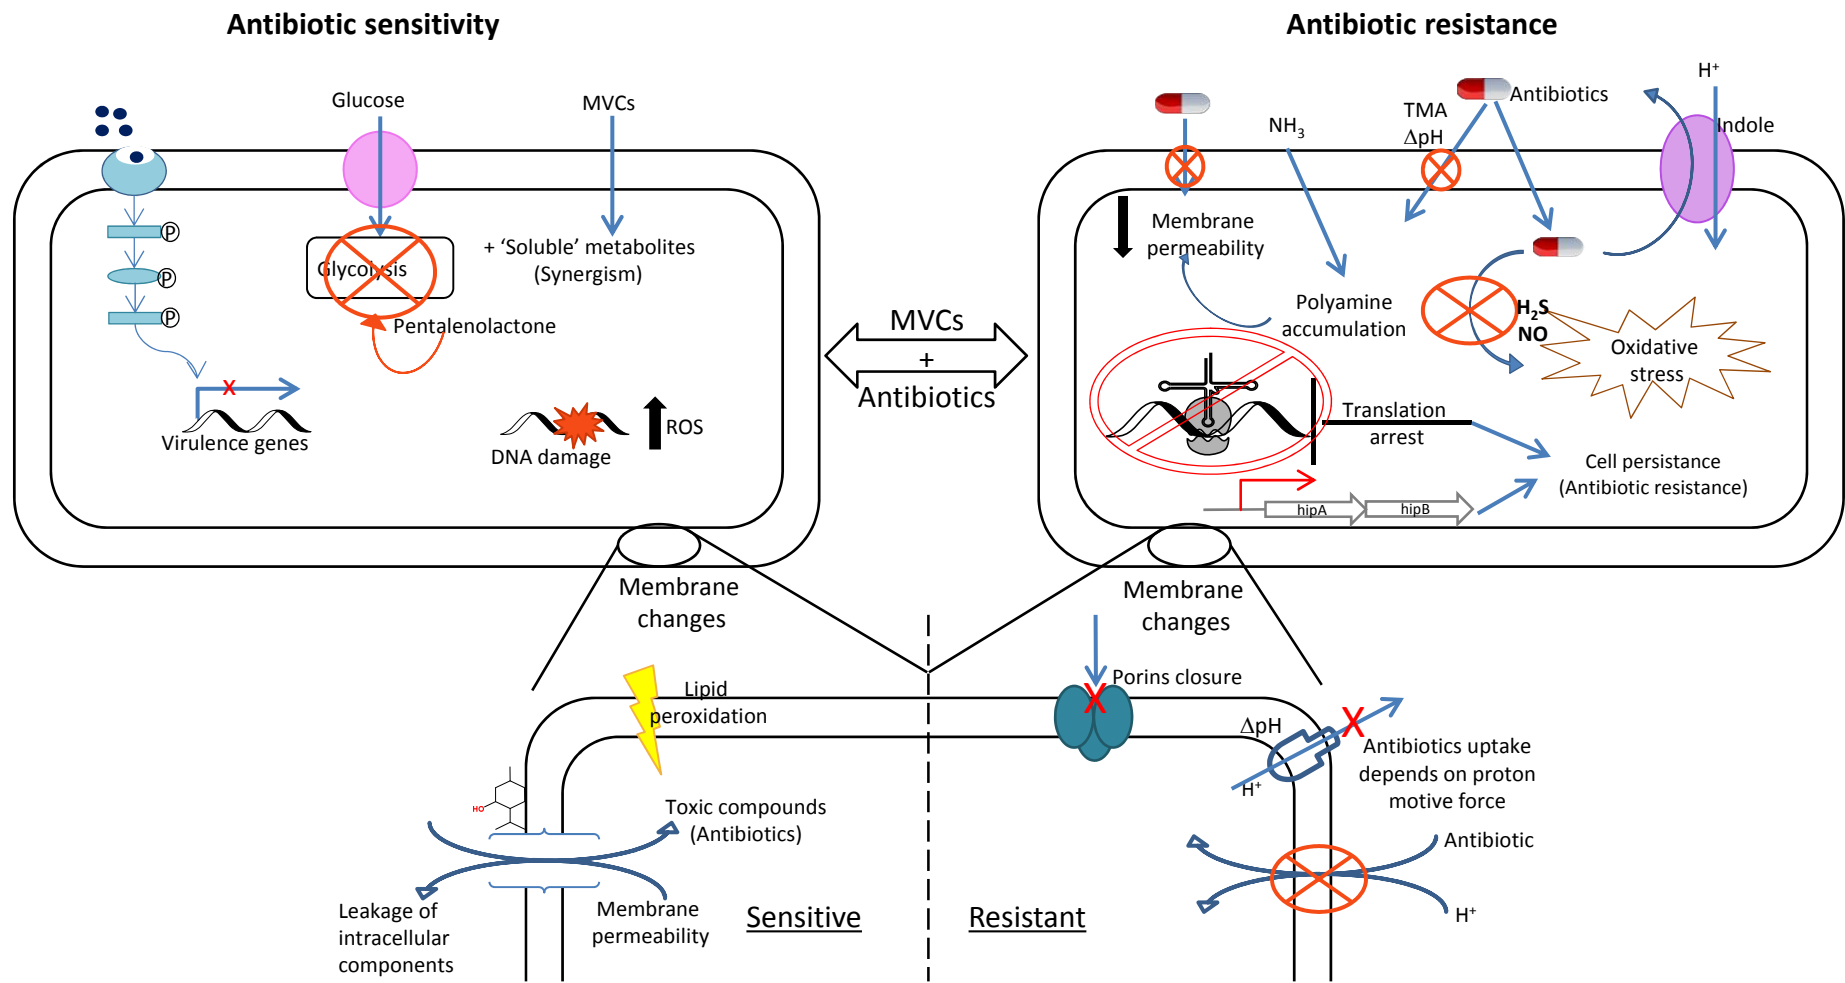 Antibiotic sensitivity
Antibiotic resistance
Glucose
MVCs
P
P
P
Glycolysis
+ ‘Soluble’ metabolites
(Synergism)
Pentalenolactone
X
Virulence genes
DNA damage
ROS
MVCs
+
Antibiotics
NH3
TMA
ΔpH
Antibiotics
H+
Indole
Membrane
permeability
Polyamine
accumulation
H2S
NO
Oxidative
stress
Translation
arrest
Cell persistance
(Antibiotic resistance)
hipA
hipB
Membrane
changes
Membrane
changes
Lipid
peroxidation
X
Porins closure
ΔpH
X
H+
Antibiotics uptake
depends on proton
motive force
HO
Toxic compounds
(Antibiotics)
Leakage of
intracellular
components
Membrane
permeability
Sensitive
Resistant
Antibiotic
H+